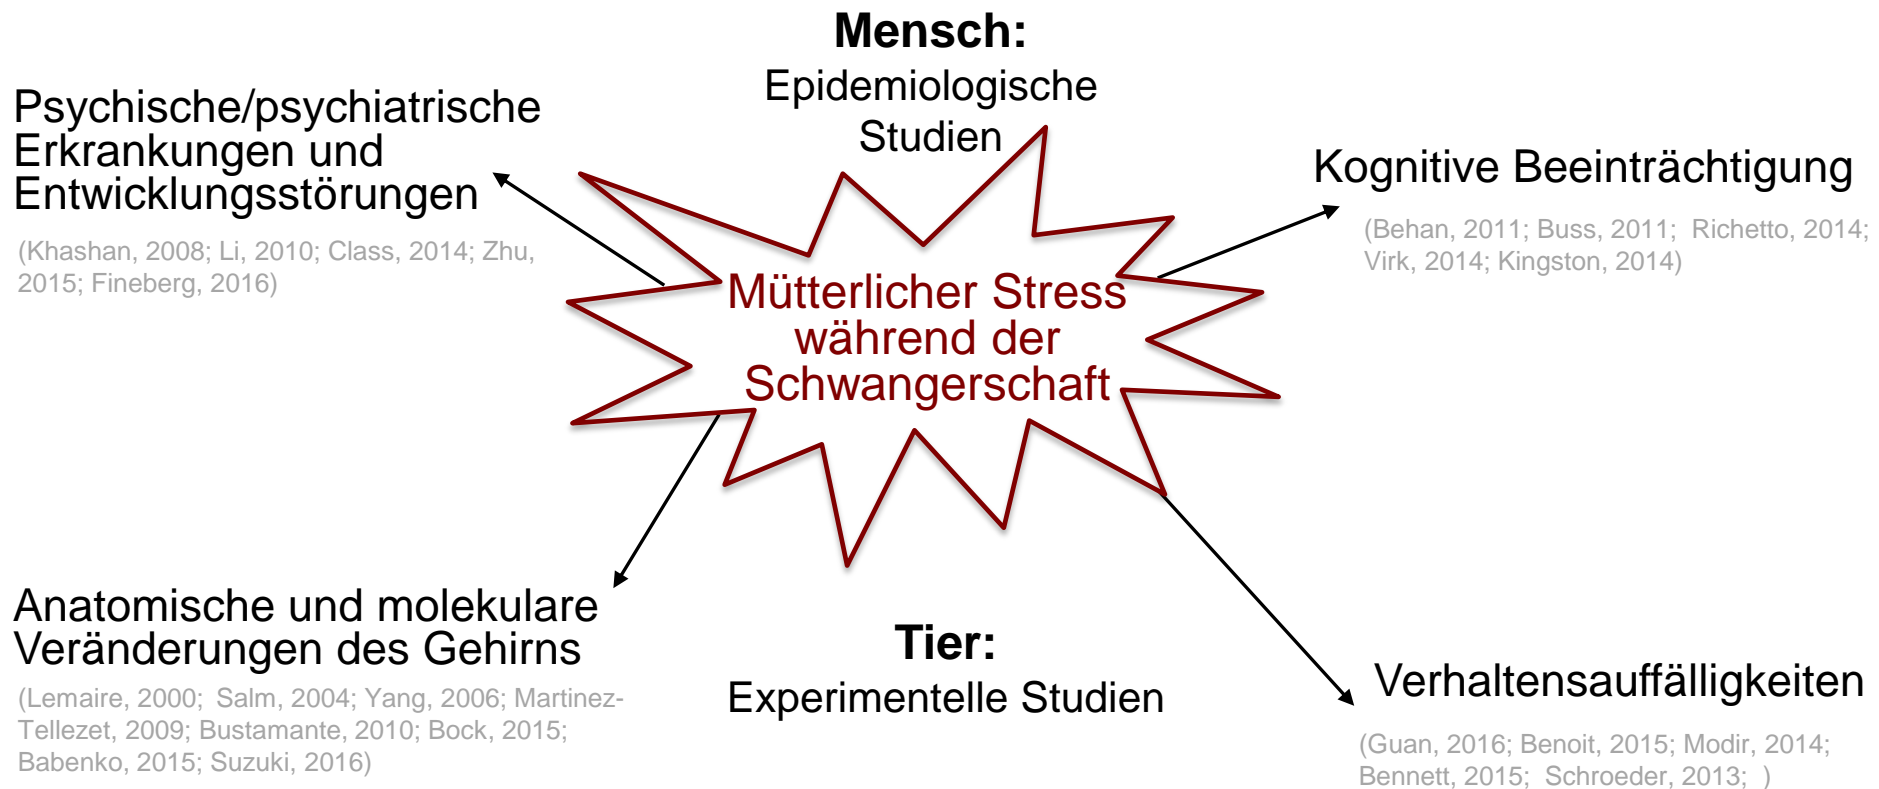 Mensch:
Epidemiologische
Studien
Psychische/psychiatrische
Erkrankungen und
Entwicklungsstörungen
(Khashan, 2008; Li, 2010; Class, 2014; Zhu,
2015; Fineberg, 2016)
Kognitive Beeinträchtigung
(Behan, 2011; Buss, 2011;  Richetto, 2014;
Virk, 2014; Kingston, 2014)
Mütterlicher Stress
während der
Schwangerschaft
Anatomische und molekulare
Veränderungen des Gehirns
(Lemaire, 2000;  Salm, 2004; Yang, 2006; Martinez-
Tellezet, 2009; Bustamante, 2010; Bock, 2015;
Babenko, 2015; Suzuki, 2016)
Tier:
Experimentelle Studien
Verhaltensauffälligkeiten
(Guan, 2016; Benoit, 2015; Modir, 2014;
Bennett, 2015;  Schroeder, 2013;  )